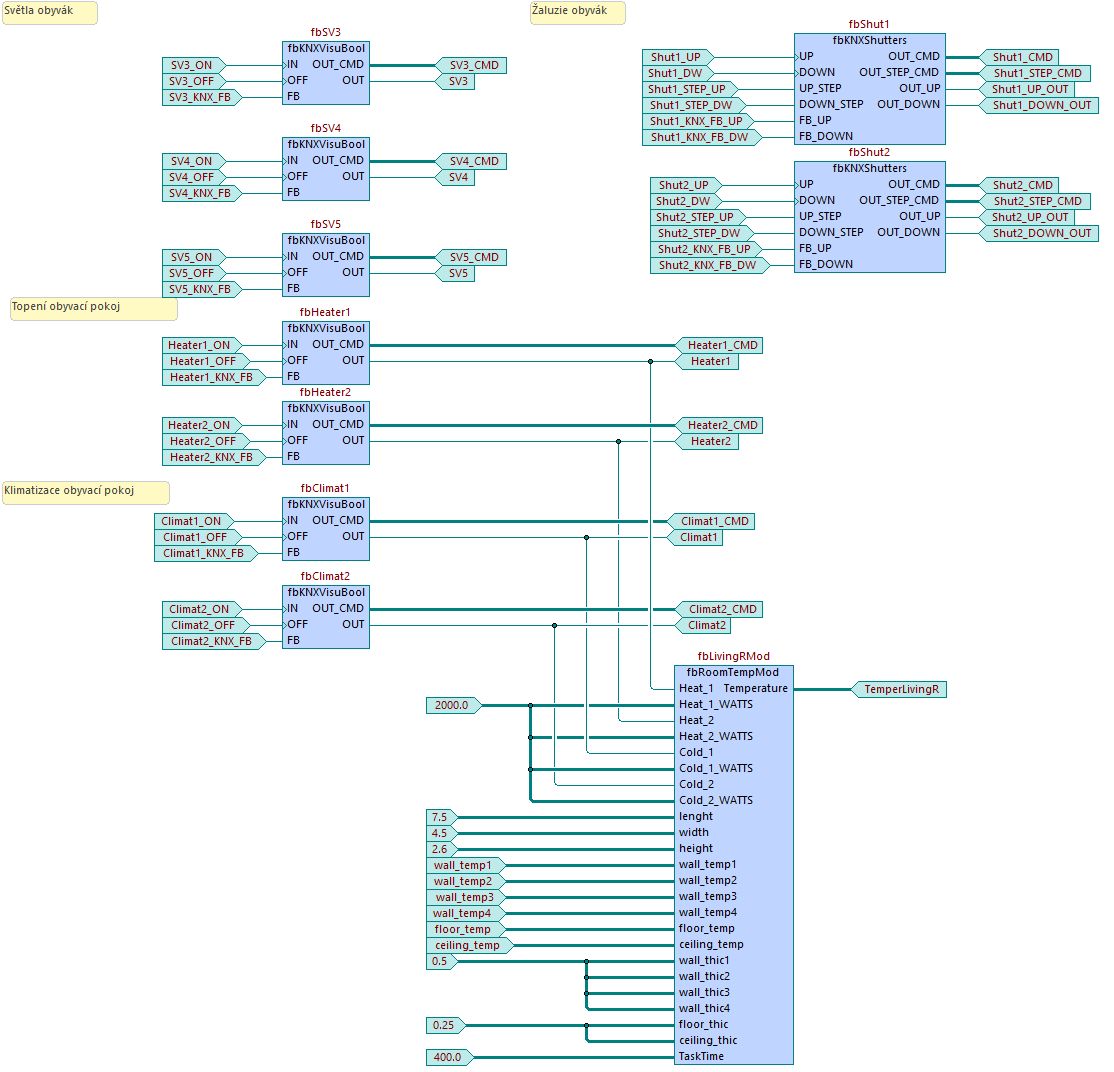 Světla obyvák
fbSV3
fbKNXVisuBool
SV3_ON
IN
OUT_CMD
SV3_CMD
SV3_OFF
OFF
OUT
SV3
SV3_KNX_FB
FB
fbSV4
fbKNXVisuBool
SV4_ON
IN
OUT_CMD
SV4_CMD
SV4_OFF
OFF
OUT
SV4
SV4_KNX_FB
FB
fbSV5
fbKNXVisuBool
SV5_ON
IN
OUT_CMD
SV5_CMD
SV5_OFF
OFF
OUT
SV5
SV5_KNX_FB
FB
Žaluzie obyvák
fbShut1
fbKNXShutters
Shut1_UP
UP
OUT_CMD
Shut1_CMD
Shut1_DW
DOWN
OUT_STEP_CMD
Shut1_STEP_CMD
Shut1_STEP_UP
UP_STEP
OUT_UP
Shut1_UP_OUT
Shut1_STEP_DW
DOWN_STEP
OUT_DOWN
Shut1_DOWN_OUT
Shut1_KNX_FB_UP
FB_UP
Shut1_KNX_FB_DW
FB_DOWN
fbShut2
fbKNXShutters
Shut2_UP
UP
OUT_CMD
Shut2_CMD
Shut2_DW
DOWN
OUT_STEP_CMD
Shut2_STEP_CMD
Shut2_STEP_UP
UP_STEP
OUT_UP
Shut2_UP_OUT
Shut2_STEP_DW
DOWN_STEP
OUT_DOWN
Shut2_DOWN_OUT
Shut2_KNX_FB_UP
FB_UP
Shut2_KNX_FB_DW
FB_DOWN
Topení obyvací pokoj
fbHeater1
fbKNXVisuBool
Heater1_ON
IN
OUT_CMD
Heater1_CMD
Heater1_OFF
OFF
OUT
Heater1
Heater1_KNX_FB
FB
fbHeater2
fbKNXVisuBool
Heater2_ON
IN
OUT_CMD
Heater2_CMD
Heater2_OFF
OFF
OUT
Heater2
Heater2_KNX_FB
FB
Klimatizace obyvací pokoj
fbClimat1
fbKNXVisuBool
Climat1_ON
IN
OUT_CMD
Climat1_CMD
Climat1_OFF
OFF
OUT
Climat1
Climat1_KNX_FB
FB
fbClimat2
fbKNXVisuBool
Climat2_ON
IN
OUT_CMD
Climat2_CMD
Climat2_OFF
OFF
OUT
Climat2
Climat2_KNX_FB
FB
fbLivingRMod
fbRoomTempMod
Heat_1
Temperature
TemperLivingR
2000.0
Heat_1_WATTS
Heat_2
Heat_2_WATTS
Cold_1
Cold_1_WATTS
Cold_2
Cold_2_WATTS
7.5
lenght
4.5
width
2.6
height
wall_temp1
wall_temp1
wall_temp2
wall_temp2
wall_temp3
wall_temp3
wall_temp4
wall_temp4
floor_temp
floor_temp
ceiling_temp
ceiling_temp
0.5
wall_thic1
wall_thic2
wall_thic3
wall_thic4
0.25
floor_thic
ceiling_thic
400.0
TaskTime